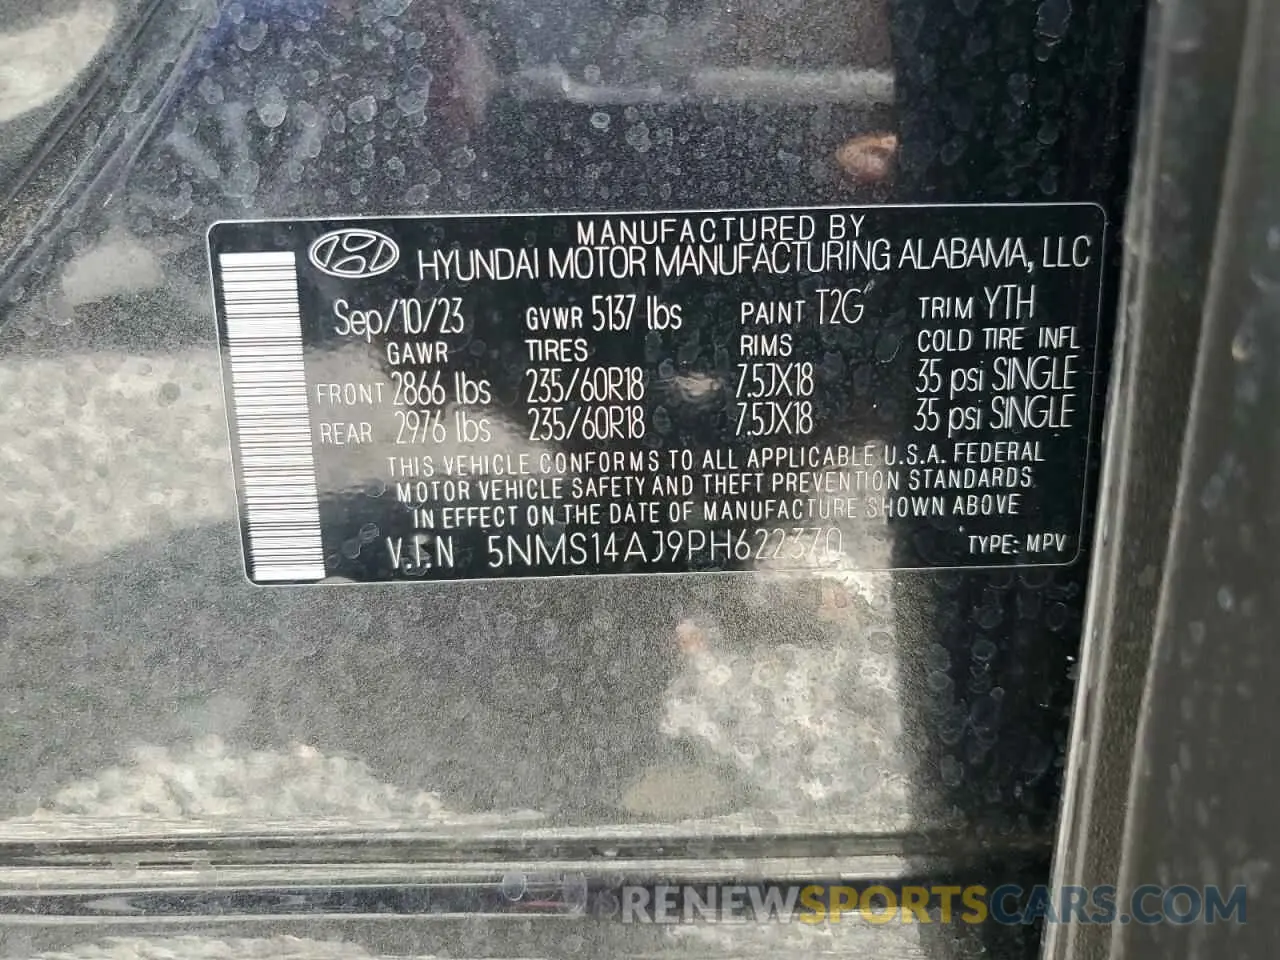 MANUFACTURED BY
HYUNDAI MOTOR MANUFACTURING ALABAMA, LLC
Sep/10/23 GVWR 5137 lbs PAINT T2G TRIM YTH
GAWR TIRES RIMS COLD TIRE INFL
FRONT 2866 lbs 235/60R18 7.5JX18 35 psi SINGLE
REAR 2976 lbs 235/60R18 7.5JX18 35 psi SINGLE
THIS VEHICLE CONFORMS TO ALL APPLICABLE U.S.A. FEDERAL
MOTOR VEHICLE SAFETY AND THEFT PREVENTION STANDARDS
IN EFFECT ON THE DATE OF MANUFACTURE SHOWN ABOVE
V.I.N 5NMS14AJ9PH622370 TYPE: MPV
RENEWSPORTSCARS.COM